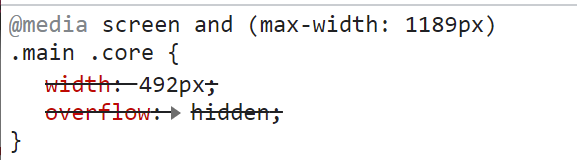 @media screen and (max-width: 1189px)
.main .core {
width: 492px;
overflow: hidden;
}